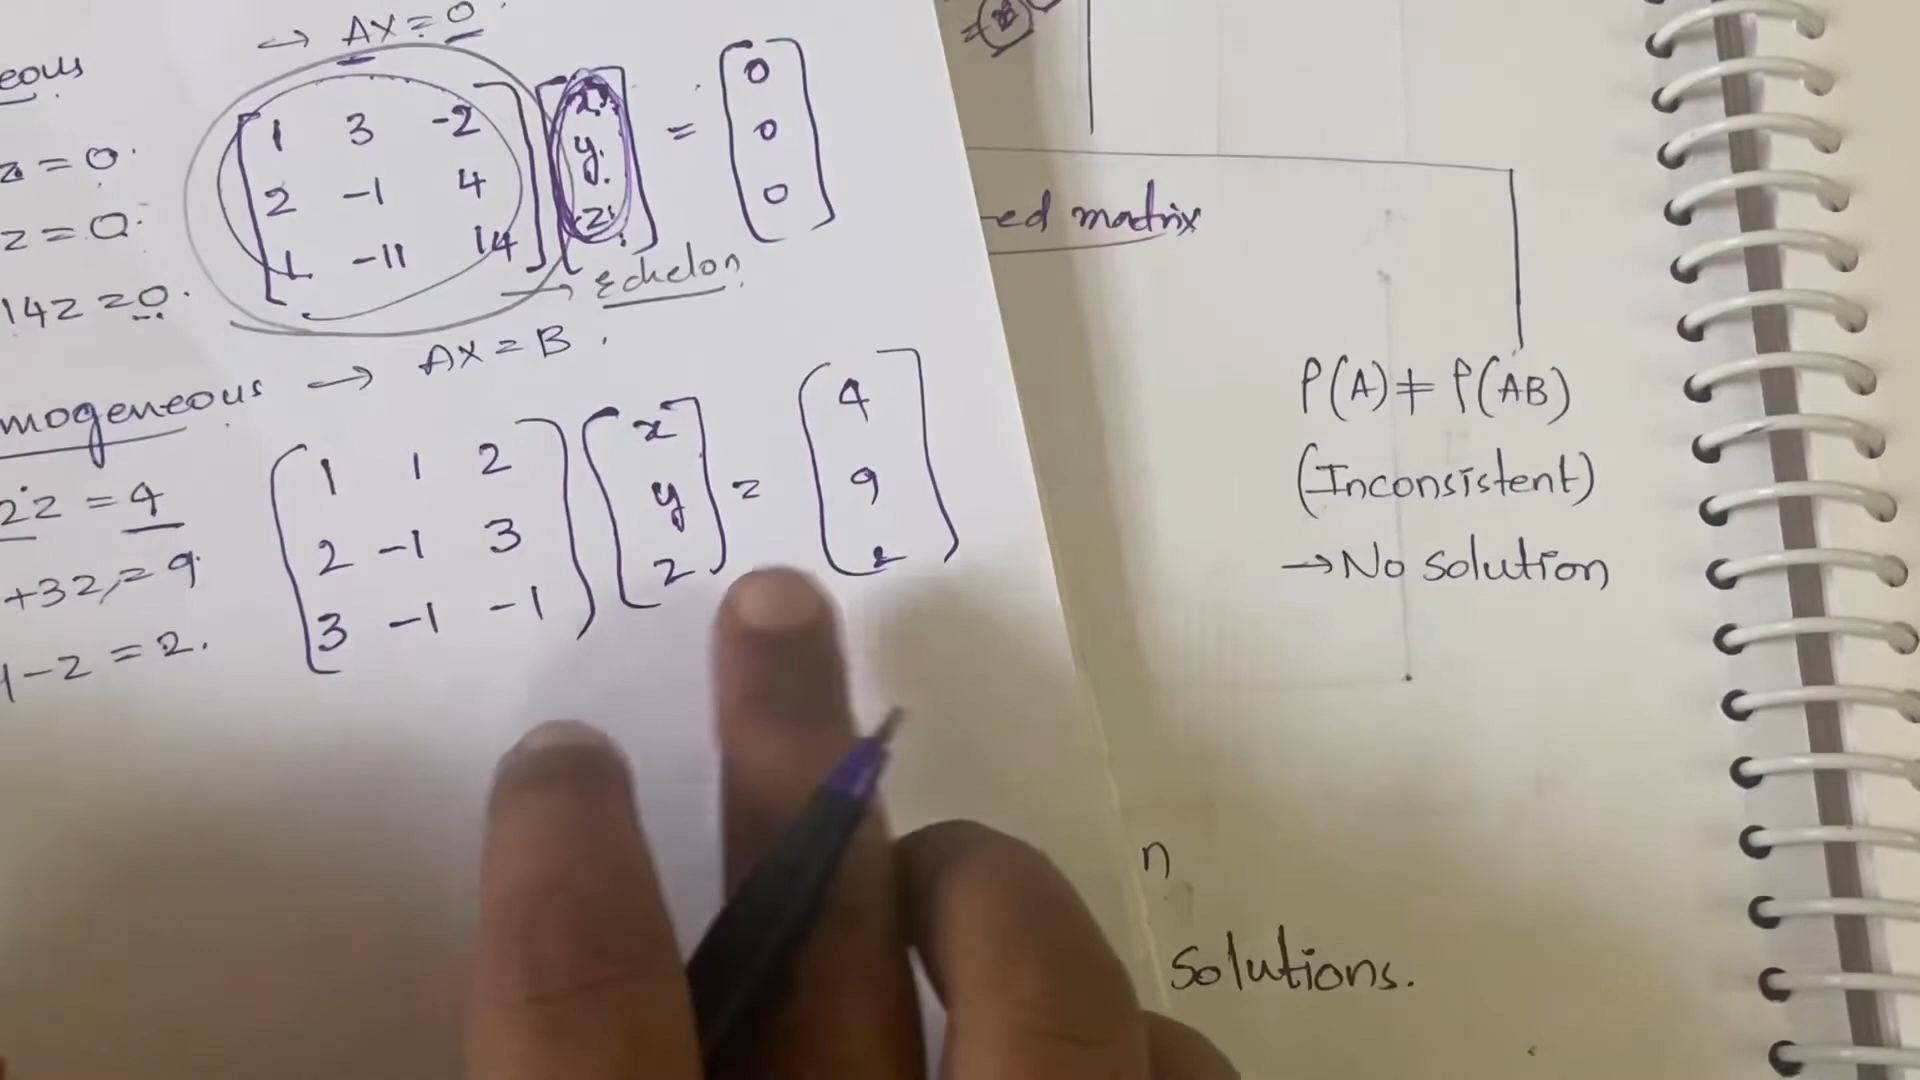 → AX = 0.
eous
z = 0.
z = 0.
14z = 0.
[1 3 -2] [x] = [0]
[2 -1 4] [y] [0]
[1 -11 14] [z] [0]
→ Echelon
mogeneous → AX = B.
2z = 4
+3z = 9.
-z = 2.
[1 1 2] [x] = [4]
[2 -1 3] [y] [9]
[3 -1 -1] [z] [2]
ed matrix
ρ(A) ≠ ρ(AB)
(Inconsistent)
→ No solution
n
Solutions.